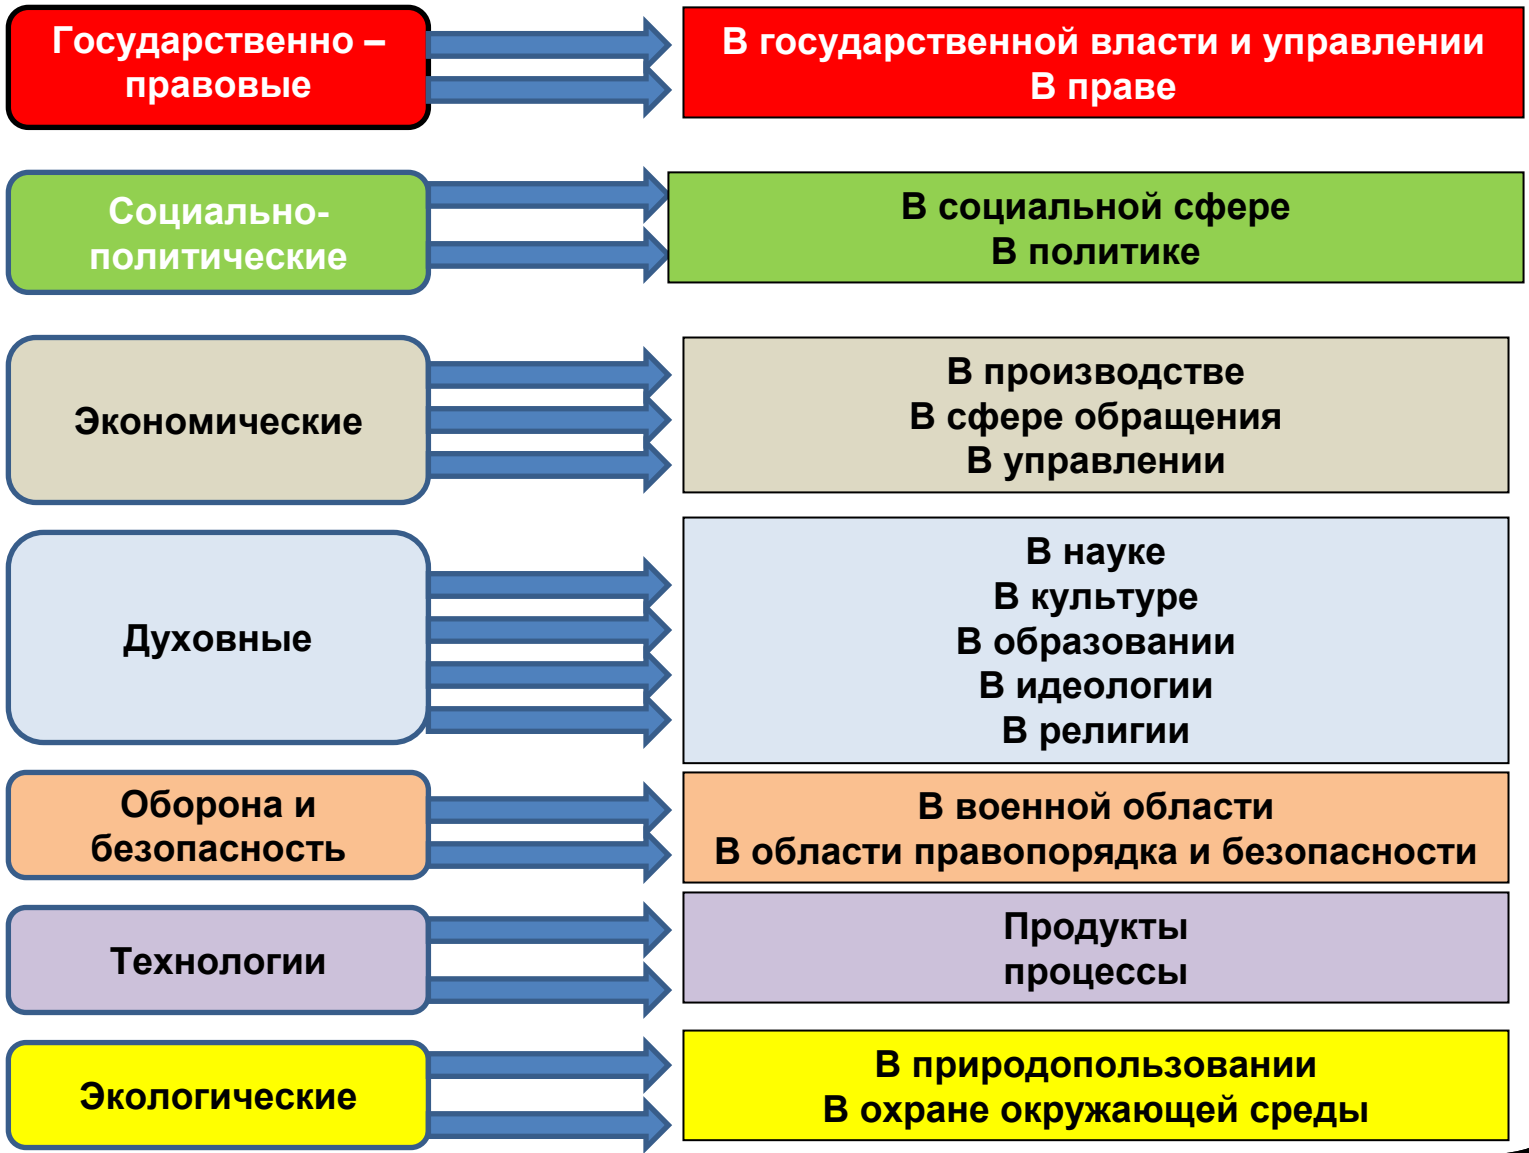 Государственно –
правовые
В государственной власти и управлении
В праве
Социально-
политические
В социальной сфере
В политике
Экономические
В производстве
В сфере обращения
В управлении
Духовные
В науке
В культуре
В образовании
В идеологии
В религии
Оборона и
безопасность
В военной области
В области правопорядка и безопасности
Технологии
Продукты
процессы
Экологические
В природопользовании
В охране окружающей среды